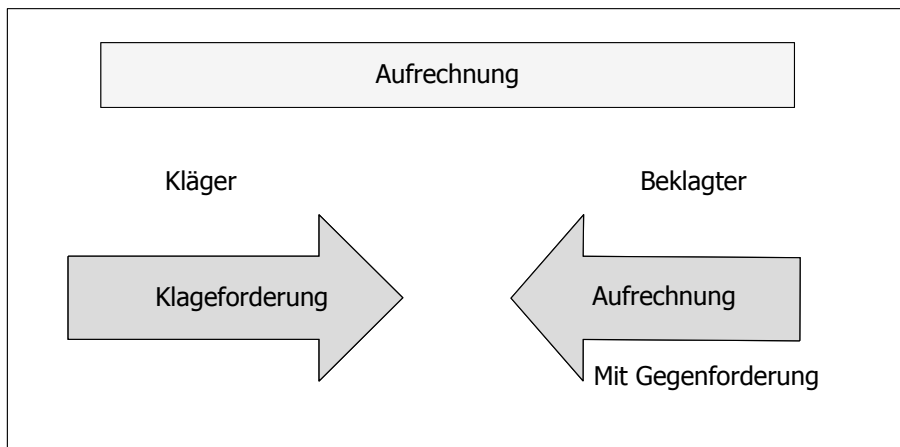 Aufrechnung
Kläger
Beklagter
Klageforderung
Aufrechnung
Mit Gegenforderung